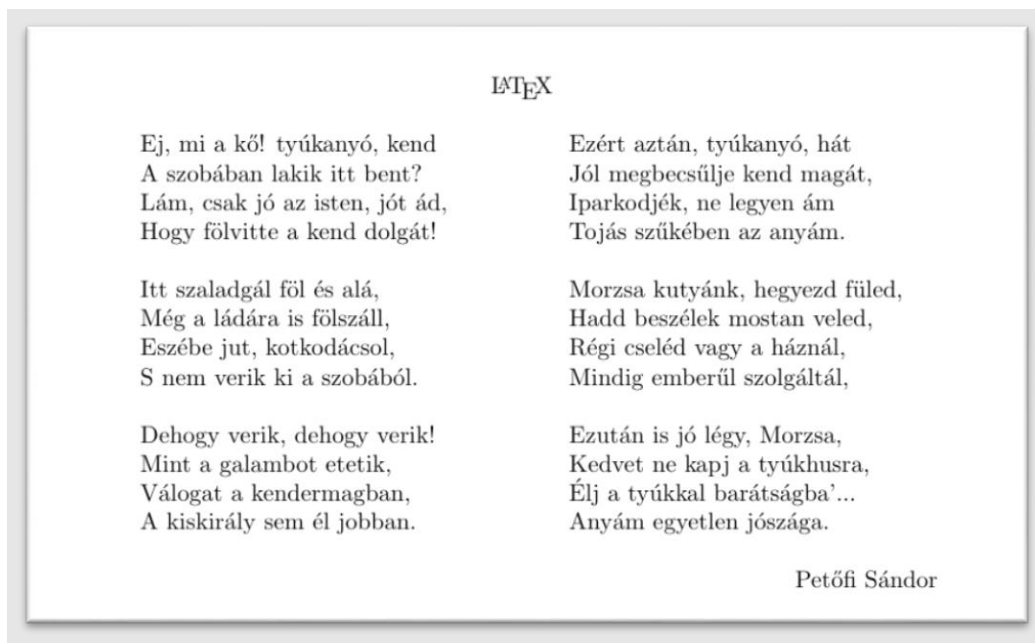 LATEX
Ej, mi a kő! tyúkanyó, kend
A szobában lakik itt bent?
Lám, csak jó az isten, jót ád,
Hogy fölvitte a kend dolgát!
Itt szaladgál föl és alá,
Még a ládára is fölszáll,
Eszébe jut, kotkodácsol,
S nem verik ki a szobából.
Dehogy verik, dehogy verik!
Mint a galambot etetik,
Válogat a kendermagban,
A kiskirály sem él jobban.
Ezért aztán, tyúkanyó, hát
Jól megbecsűlje kend magát,
Iparkodjék, ne legyen ám
Tojás szűkében az anyám.
Morzsa kutyánk, hegyezd füled,
Hadd beszélek mostan veled,
Régi cseléd vagy a háznál,
Mindig emberűl szolgáltál,
Ezután is jó légy, Morzsa,
Kedvet ne kapj a tyúkhusra,
Élj a tyúkkal barátságba'...
Anyám egyetlen jószága.
Petőfi Sándor